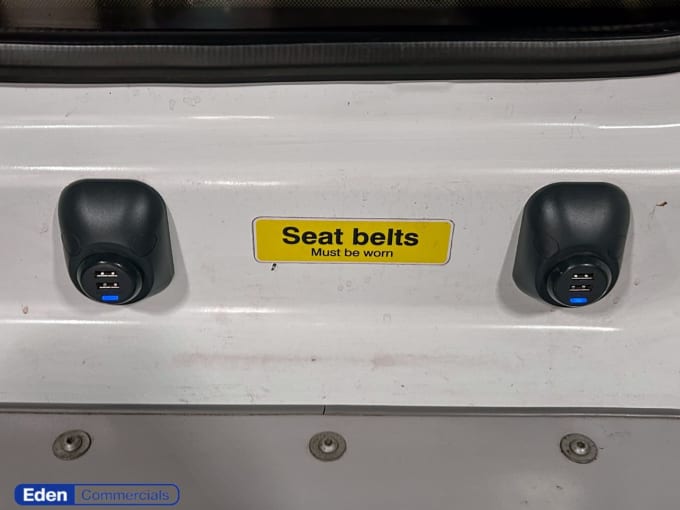 Seat belts
Must be worn
Eden Commercials